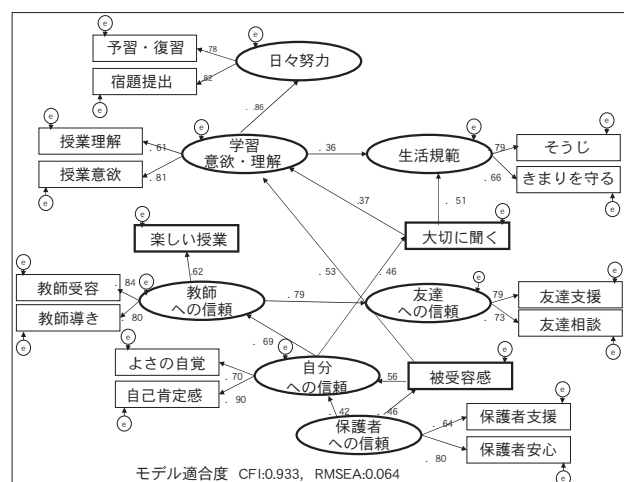 e
e
予習・復習
.78
日々努力
宿題提出
.82
e
.86
e
e
e
授業理解
.61
学習
意欲・理解
.36
生活規範
.79
そうじ
授業意欲
.81
.66
きまりを守る
e
e
.37
.51
e
e
楽しい授業
大切に聞く
e
.62
.53
.46
教師受容
.84
e
教師
への信頼
.79
e
友達
への信頼
.79
友達支援
e
教師導き
.80
.73
友達相談
e
e
.69
e
e
e
よさの自覚
.70
自分
への信頼
.56
被受容感
自己肯定感
.90
e
.42
.46
e
保護者
への信頼
.64
保護者支援
.80
保護者安心
e
モデル適合度 CFI:0.933, RMSEA:0.064